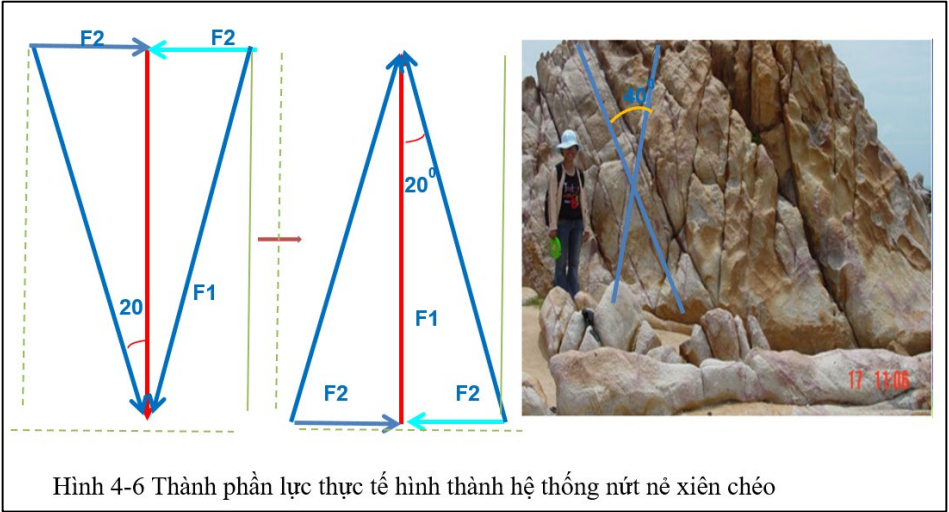 F2
F2
20
F1
20⁰
F1
F2
F2
40⁰
17 11:06
Hình 4-6 Thành phần lực thực tế hình thành hệ thống nứt nẻ xiên chéo